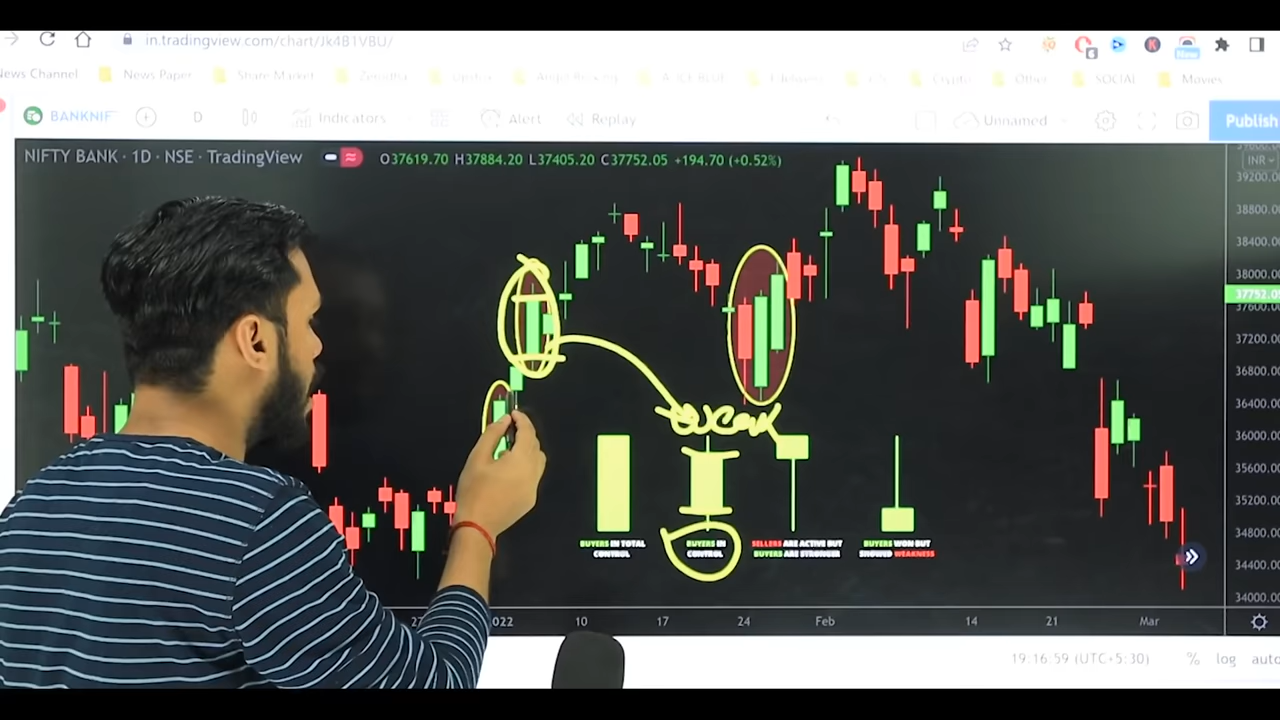 in.tradingview.com/chart/Jk4B1VBU/
6
K
New
News Channel News Paper Share Market Zerodha Upstox Angel Broking ALICE BLUE Edelweiss Crypto Other SOCIAL Movies
BANKNIF D Indicators Alert Replay Unnamed Publish
NIFTY BANK · 1D · NSE · TradingView O37619.70 H37884.20 L37405.20 C37752.05 +194.70 (+0.52%)
INR
39200.00
38800.00
38400.00
38000.00
37752.05
37600.00
37200.00
36800.00
36400.00
36000.00
35600.00
35200.00
34800.00
34400.00
34000.00
BUYERS IN TOTAL
CONTROL
BUYERS IN
CONTROL
SELLERS ARE ACTIVE BUT
BUYERS ARE STRONGER
BUYERS WON BUT
SHOWED WEAKNESS
27 2022 10 17 24 Feb 14 21 Mar
19:16:59 (UTC+5:30) % log auto